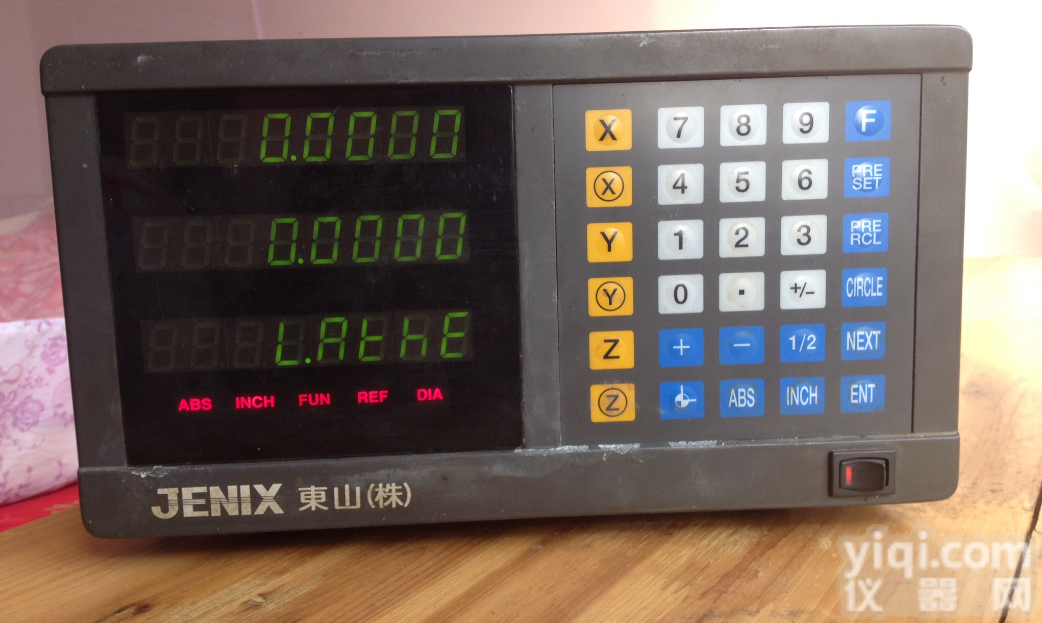 0.0000
0.0000
L.AthE
ABS INCH FUN REF DIA
X 7 8 9 F
X 4 5 6 PRE SET
Y 1 2 3 PRE RCL
Y 0 . +/- CIRCLE
Z + - 1/2 NEXT
Z ABS INCH ENT
JENIX 東山(株)
yiqi.com
仪器网